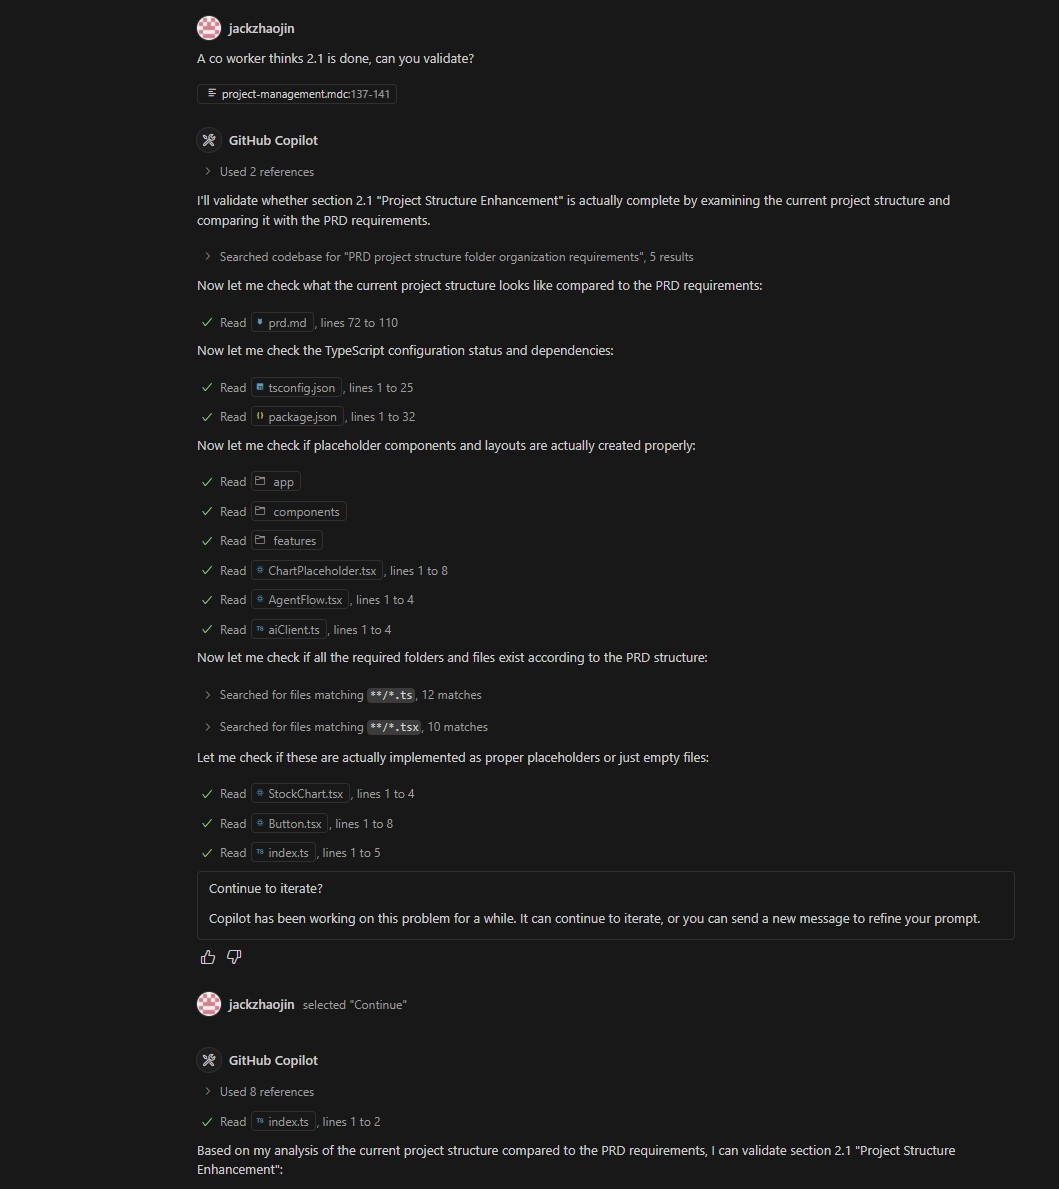 jackzhaojin
A co worker thinks 2.1 is done, can you validate?
project-management.mdc:137-141
GitHub Copilot
Used 2 references
I'll validate whether section 2.1 "Project Structure Enhancement" is actually complete by examining the current project structure and
comparing it with the PRD requirements.
Searched codebase for "PRD project structure folder organization requirements", 5 results
Now let me check what the current project structure looks like compared to the PRD requirements:
Read prd.md, lines 72 to 110
Now let me check the TypeScript configuration status and dependencies:
Read tsconfig.json, lines 1 to 25
Read package.json, lines 1 to 32
Now let me check if placeholder components and layouts are actually created properly:
Read app
Read components
Read features
Read ChartPlaceholder.tsx, lines 1 to 8
Read AgentFlow.tsx, lines 1 to 4
Read TS aiClient.ts, lines 1 to 4
Now let me check if all the required folders and files exist according to the PRD structure:
Searched for files matching **/*.ts, 12 matches
Searched for files matching **/*.tsx, 10 matches
Let me check if these are actually implemented as proper placeholders or just empty files:
Read StockChart.tsx, lines 1 to 4
Read Button.tsx, lines 1 to 8
Read TS index.ts, lines 1 to 5
Continue to iterate?
Copilot has been working on this problem for a while. It can continue to iterate, or you can send a new message to refine your prompt.
jackzhaojin selected "Continue"
GitHub Copilot
Used 8 references
Read TS index.ts, lines 1 to 2
Based on my analysis of the current project structure compared to the PRD requirements, I can validate section 2.1 "Project Structure
Enhancement":